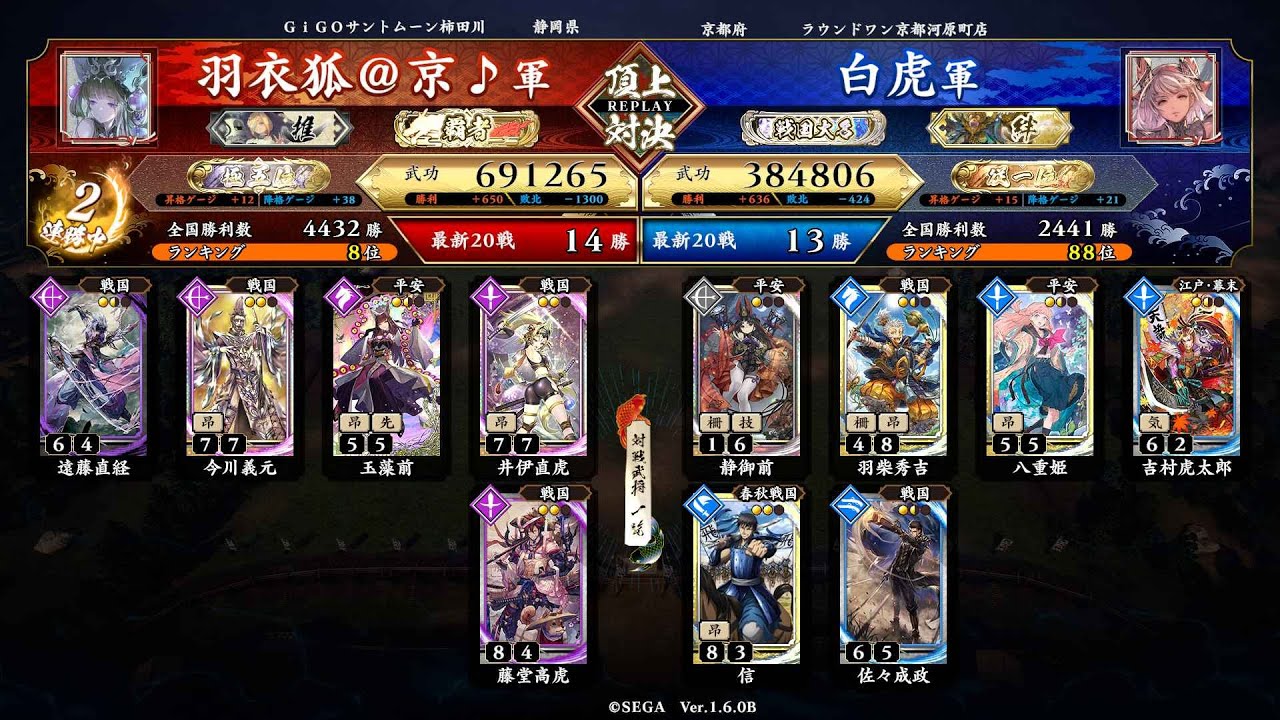 GiGOサントムーン柿田川 静岡県
京都府 ラウンドワン京都河原町店
羽衣狐@京♪軍
頂上
REPLAY
対決
白虎軍
推
覇者
戦国大子
絆
2
連勝中
武功 691265
勝利 +650 敗北 -1300
武功 384806
勝利 +636 敗北 -424
昇格ゲージ +12 降格ゲージ +38
昇格ゲージ +15 降格ゲージ +21
全国勝利数 4432勝
ランキング 8位
最新20戦 14勝
最新20戦 13勝
全国勝利数 2441勝
ランキング 88位
戦国 戦国 平安 戦国
平安 戦国 平安 江戸・幕末
昴 昴 先 昴
柵 技 柵 昴 昴 気
6 4 7 7 5 5 7 7
1 6 4 8 5 5 6 2
遠藤直経 今川義元 玉藻前 井伊直虎
静御前 羽柴秀吉 八重姫 吉村虎太郎
対戦武将一覧
戦国
春秋戦国 戦国
飛
昴
8 4
8 3 6 5
藤堂高虎
信 佐々成政
©SEGA Ver.1.6.0B